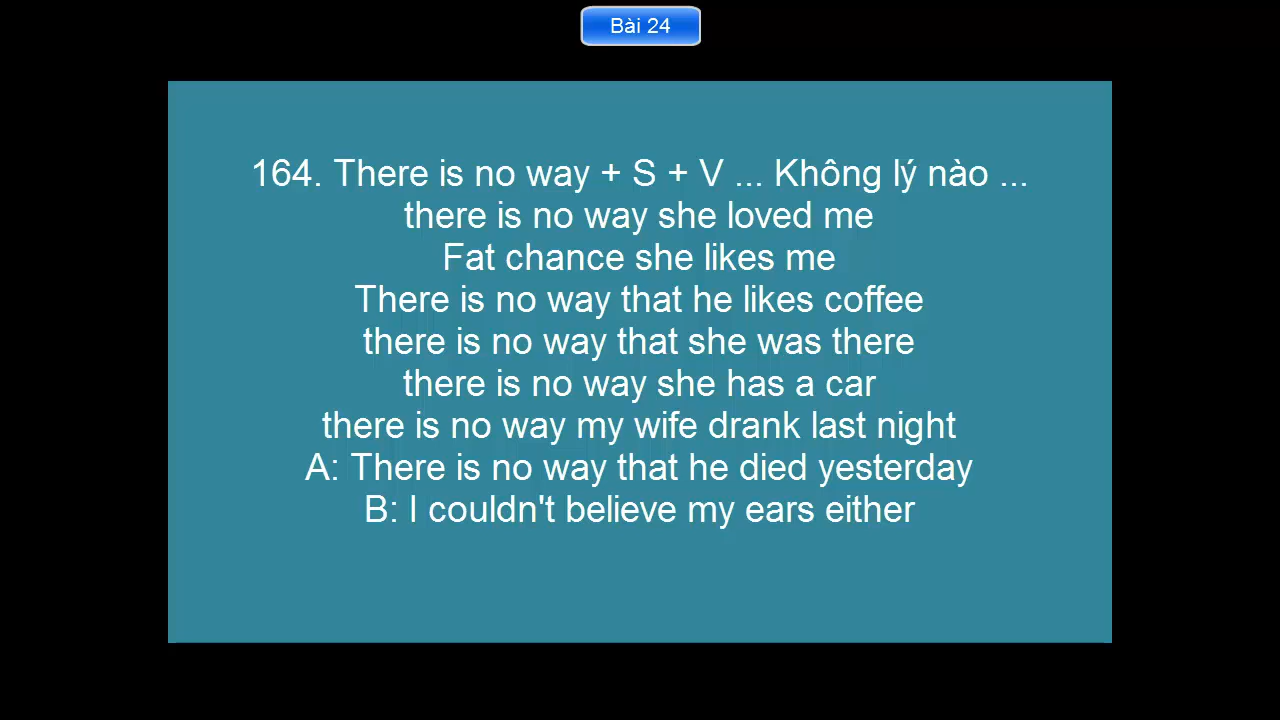 Bài 24
164. There is no way + S + V ... Không lý nào ...
there is no way she loved me
Fat chance she likes me
There is no way that he likes coffee
there is no way that she was there
there is no way she has a car
there is no way my wife drank last night
A: There is no way that he died yesterday
B: I couldn't believe my ears either